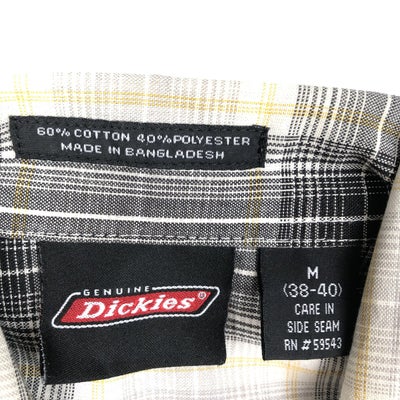 60% COTTON 40% POLYESTER
MADE IN BANGLADESH
GENUINE
Dickies®
M
(38-40)
CARE IN
SIDE SEAM
RN #59543